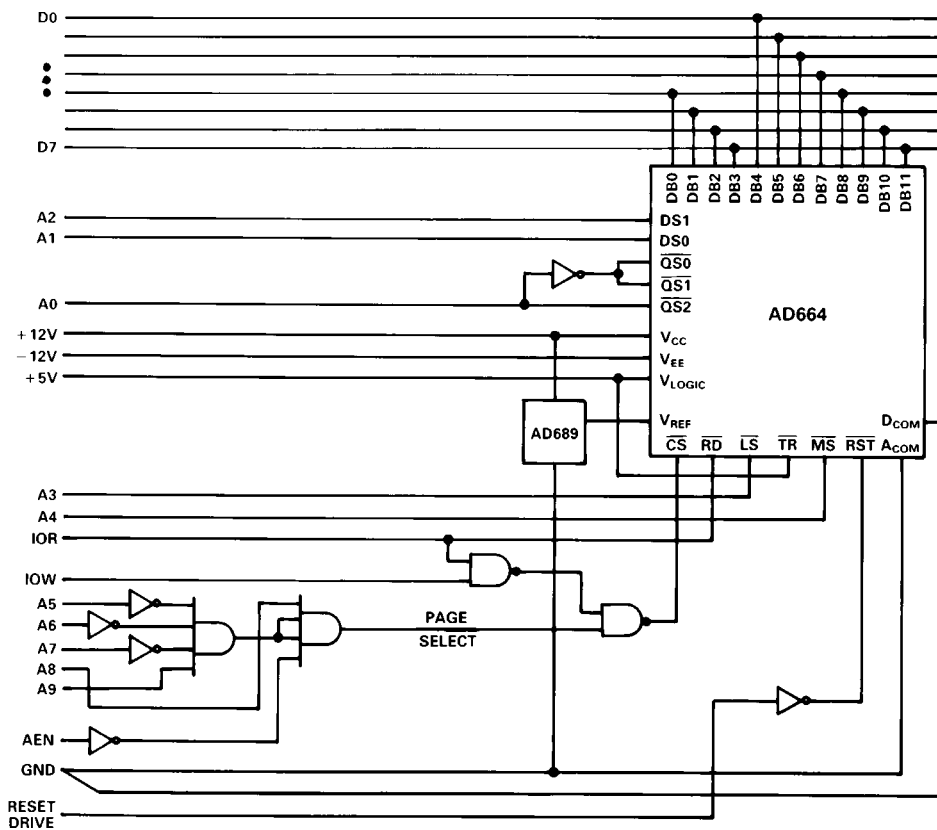 D0
D7
DB0
DB1
DB2
DB3
DB4
DB5
DB6
DB7
DB8
DB9
DB10
DB11
A2
DS1
A1
DS0
QS0
QS1
A0
QS2
AD664
+12V
VCC
-12V
VEE
+5V
VLOGIC
AD689
VREF
DCOM
CS
RD
LS
TR
MS
RST
ACOM
A3
A4
IOR
IOW
A5
A6
A7
A8
A9
PAGE
SELECT
AEN
GND
RESET
DRIVE